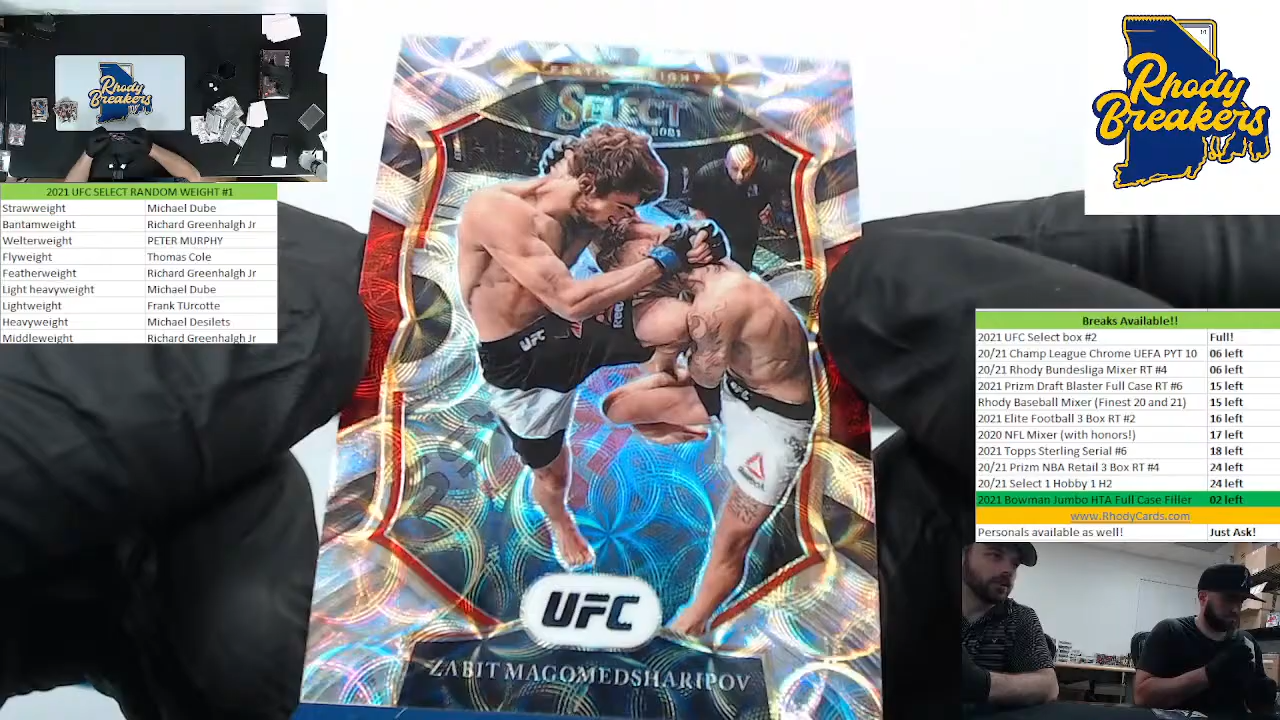 Rhody
Breakers
2021 UFC SELECT RANDOM WEIGHT #1
Strawweight Michael Dube
Bantamweight Richard Greenhalgh Jr
Welterweight PETER MURPHY
Flyweight Thomas Cole
Featherweight Richard Greenhalgh Jr
Light heavyweight Michael Dube
Lightweight Frank TUrcotte
Heavyweight Michael Desilets
Middleweight Richard Greenhalgh Jr
FEATHERWEIGHT
SELECT
2021
UFC
Reebok
UFC
ZABIT MAGOMEDSHARIPOV
Rhody
Breakers
Breaks Available!!
2021 UFC Select box #2 Full!
20/21 Champ League Chrome UEFA PYT 10 06 left
20/21 Rhody Bundesliga Mixer RT #4 06 left
2021 Prizm Draft Blaster Full Case RT #6 15 left
Rhody Baseball Mixer (Finest 20 and 21) 15 left
2021 Elite Football 3 Box RT #2 16 left
2020 NFL Mixer (with honors!) 17 left
2021 Topps Sterling Serial #6 18 left
20/21 Prizm NBA Retail 3 Box RT #4 24 left
20/21 Select 1 Hobby 1 H2 24 left
2021 Bowman Jumbo HTA Full Case Filler 02 left
www.RhodyCards.com
Personals available as well! Just Ask!